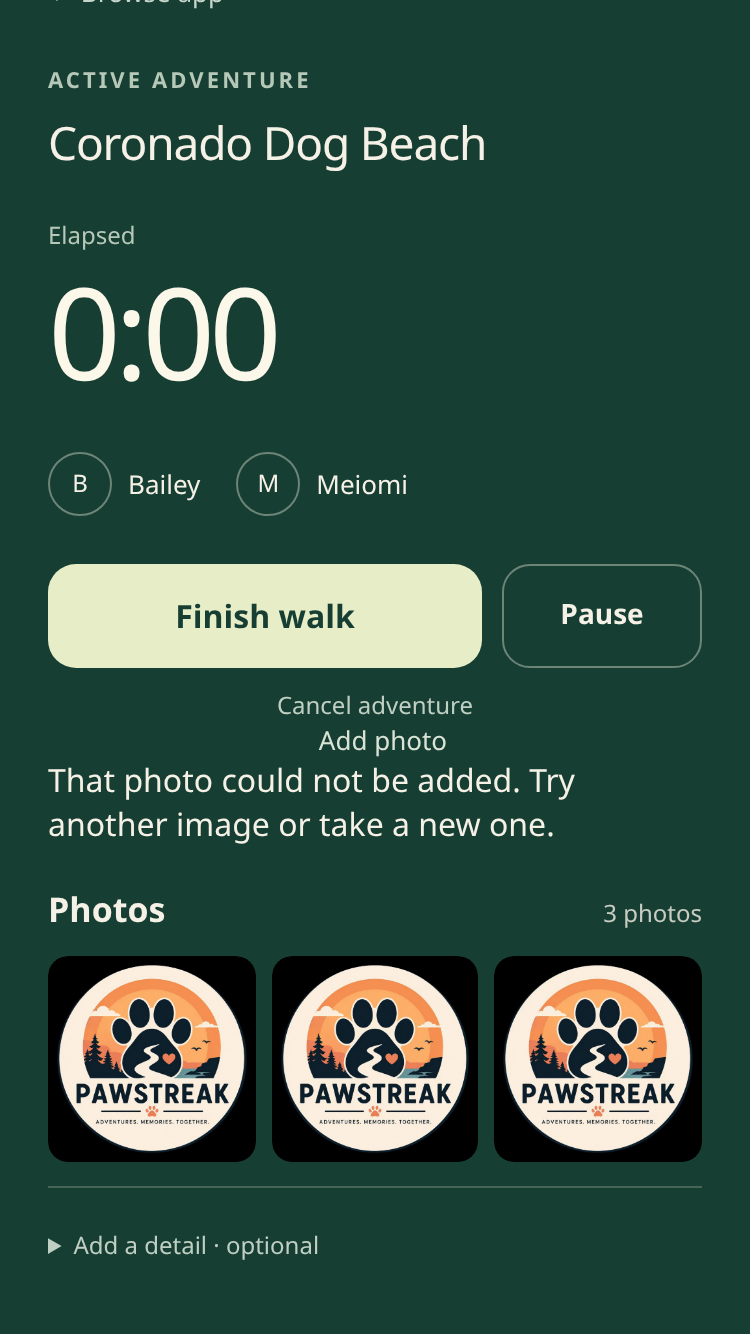 Browse app
ACTIVE ADVENTURE
Coronado Dog Beach
Elapsed
0:00
B Bailey M Meiomi
Finish walk Pause
Cancel adventure
Add photo
That photo could not be added. Try
another image or take a new one.
Photos 3 photos
PAWSTREAK PAWSTREAK PAWSTREAK
ADVENTURES. MEMORIES. TOGETHER. ADVENTURES. MEMORIES. TOGETHER. ADVENTURES. MEMORIES. TOGETHER.
Add a detail · optional